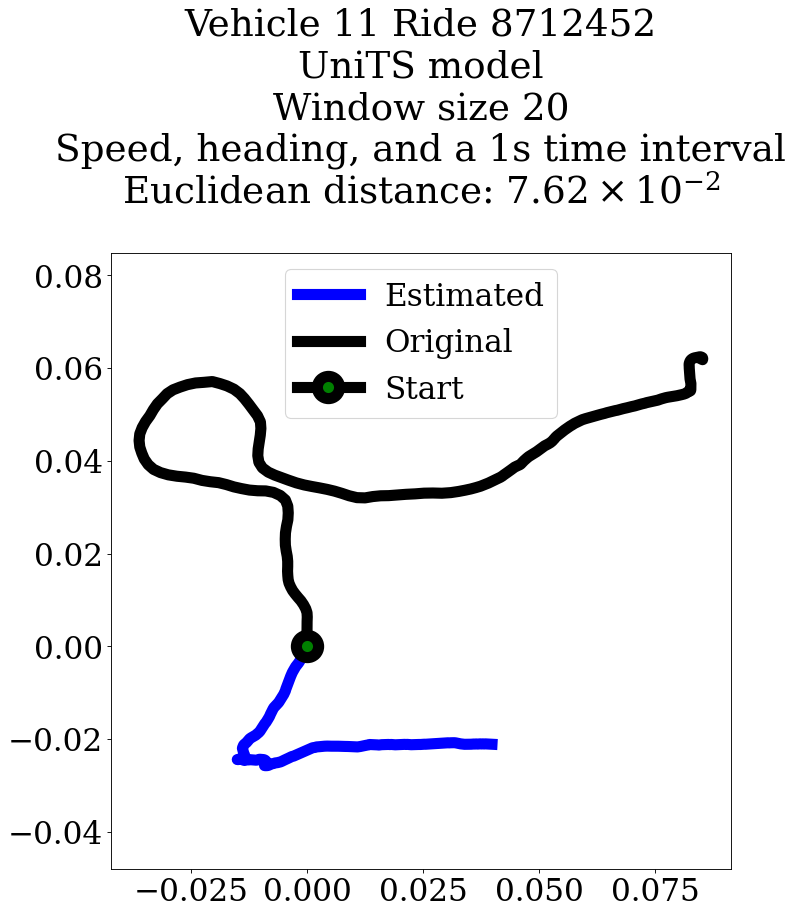 Vehicle 11 Ride 8712452
UniTS model
Window size 20
Speed, heading, and a 1s time interval
Euclidean distance: 7.62 × 10⁻²
0.08
0.06
0.04
0.02
0.00
−0.02
−0.04
Estimated
Original
Start
−0.025 0.000 0.025 0.050 0.075